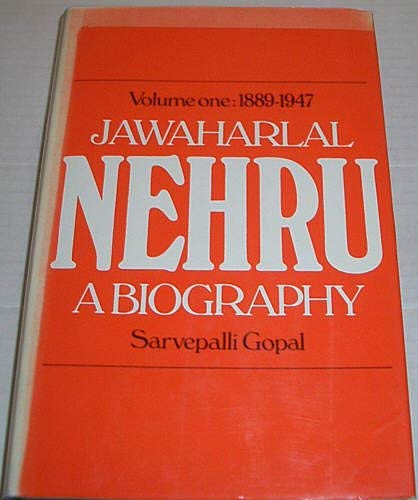 Volume one: 1889-1947
JAWAHARLAL
NEHRU
A BIOGRAPHY
Sarvepalli Gopal